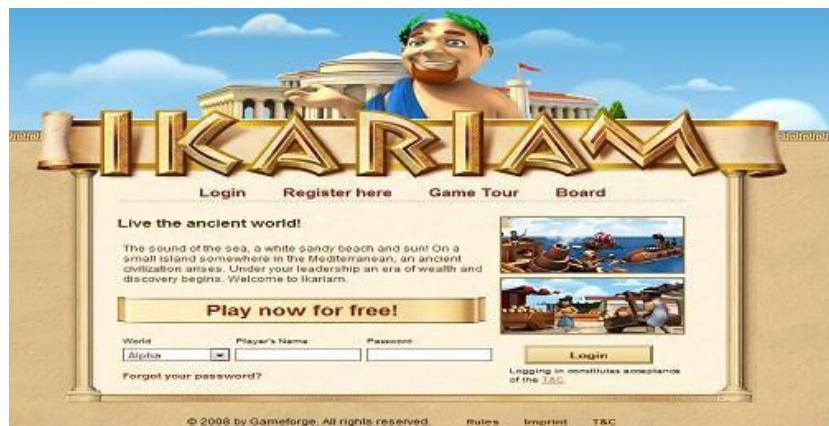 IKARIAM
Login Register here Game Tour Board
Live the ancient world!
The sound of the sea, a white sandy beach and sun! On a
small island somewhere in the Mediterranean, an ancient
civilization arises. Under your leadership an era of wealth and
discovery begins. Welcome to Ikariam.
Play now for free!
World Player's Name Password
Alpha
Login
Forgot your password?
Logging in constitutes acceptance
of the T&C.
© 2008 by Gameforge. All rights reserved. Rules Imprint T&C